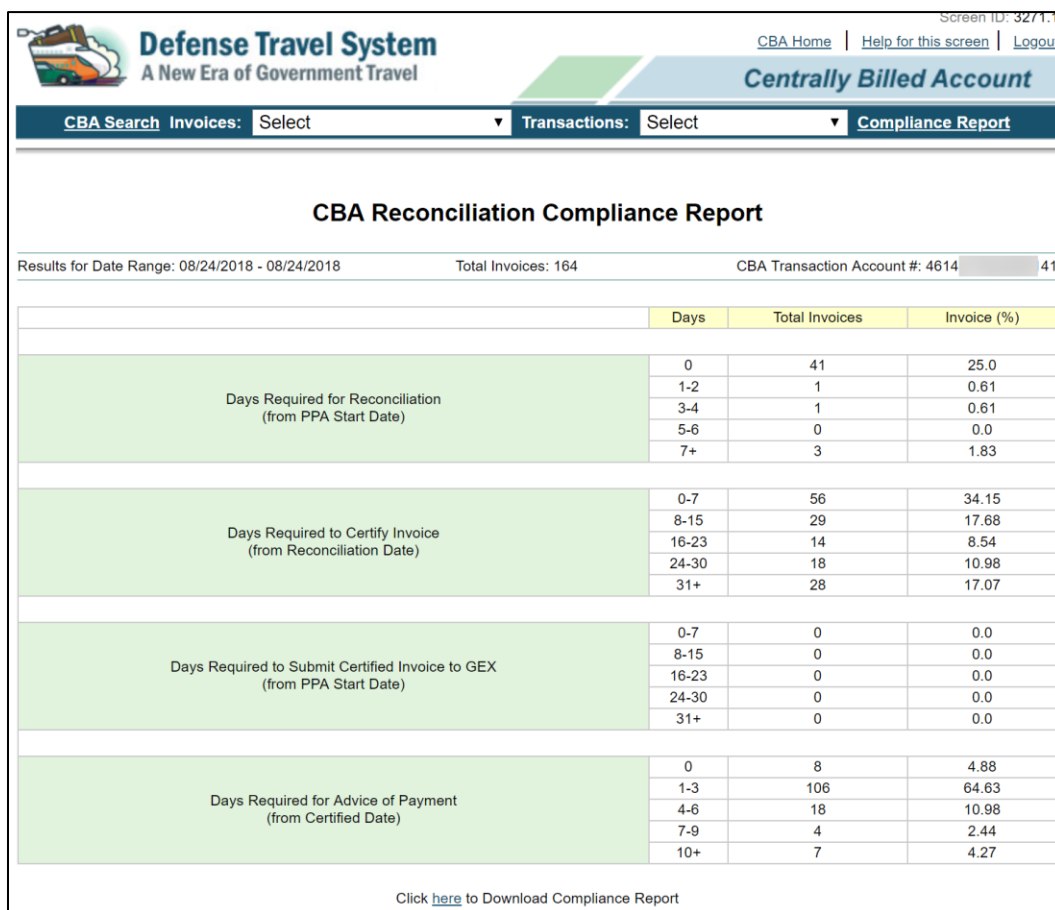 Screen ID: 3271.1
Defense Travel System
A New Era of Government Travel
CBA Home | Help for this screen | Logou
Centrally Billed Account
CBA Search Invoices: Select Transactions: Select Compliance Report
CBA Reconciliation Compliance Report
Results for Date Range: 08/24/2018 - 08/24/2018 Total Invoices: 164 CBA Transaction Account #: 4614 41
Days Total Invoices Invoice (%)
Days Required for Reconciliation
(from PPA Start Date)
0 41 25.0
1-2 1 0.61
3-4 1 0.61
5-6 0 0.0
7+ 3 1.83
Days Required to Certify Invoice
(from Reconciliation Date)
0-7 56 34.15
8-15 29 17.68
16-23 14 8.54
24-30 18 10.98
31+ 28 17.07
Days Required to Submit Certified Invoice to GEX
(from PPA Start Date)
0-7 0 0.0
8-15 0 0.0
16-23 0 0.0
24-30 0 0.0
31+ 0 0.0
Days Required for Advice of Payment
(from Certified Date)
0 8 4.88
1-3 106 64.63
4-6 18 10.98
7-9 4 2.44
10+ 7 4.27
Click here to Download Compliance Report